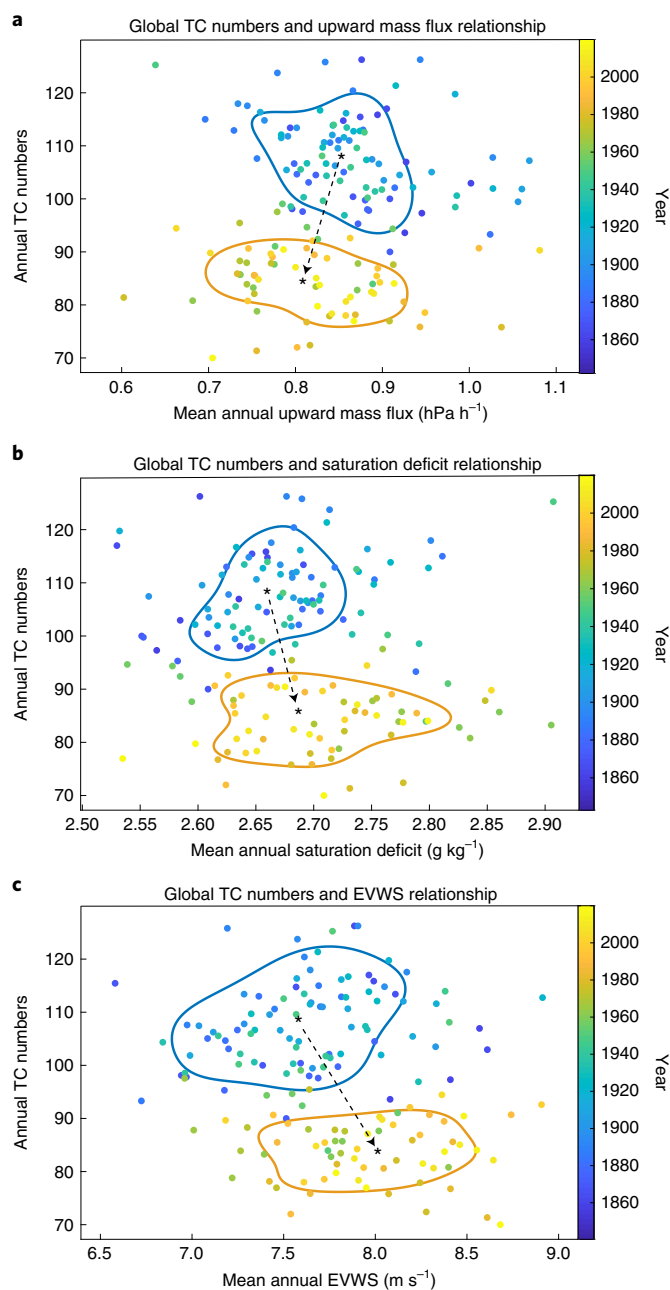 a
Global TC numbers and upward mass flux relationship
120
110
100
90
80
70
Annual TC numbers
0.6 0.7 0.8 0.9 1.0 1.1
Mean annual upward mass flux (hPa h⁻¹)
2000
1980
1960
1940
1920
1900
1880
1860
Year
b
Global TC numbers and saturation deficit relationship
120
110
100
90
80
70
Annual TC numbers
2.50 2.55 2.60 2.65 2.70 2.75 2.80 2.85 2.90
Mean annual saturation deficit (g kg⁻¹)
2000
1980
1960
1940
1920
1900
1880
1860
Year
c
Global TC numbers and EVWS relationship
120
110
100
90
80
70
Annual TC numbers
6.5 7.0 7.5 8.0 8.5 9.0
Mean annual EVWS (m s⁻¹)
2000
1980
1960
1940
1920
1900
1880
1860
Year